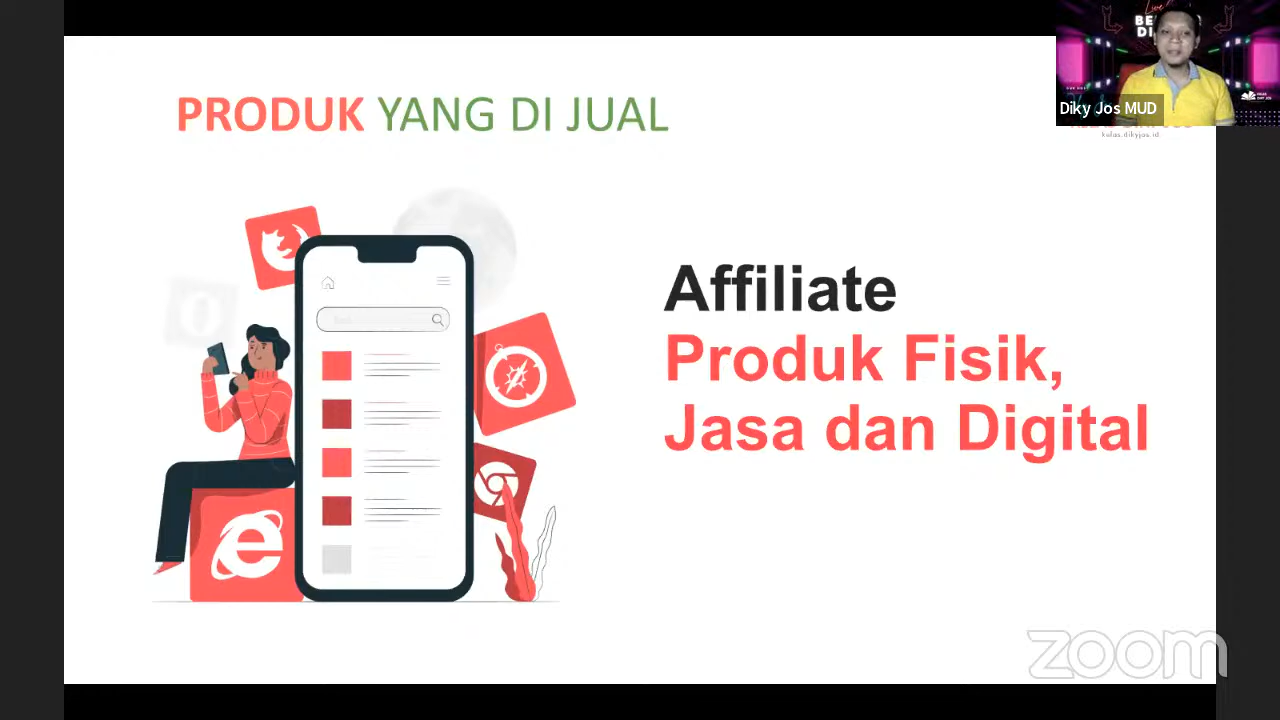 PRODUK YANG DI JUAL
Diky Jos MUD
kelas.dikyjos.id
Affiliate
Produk Fisik,
Jasa dan Digital
zoom